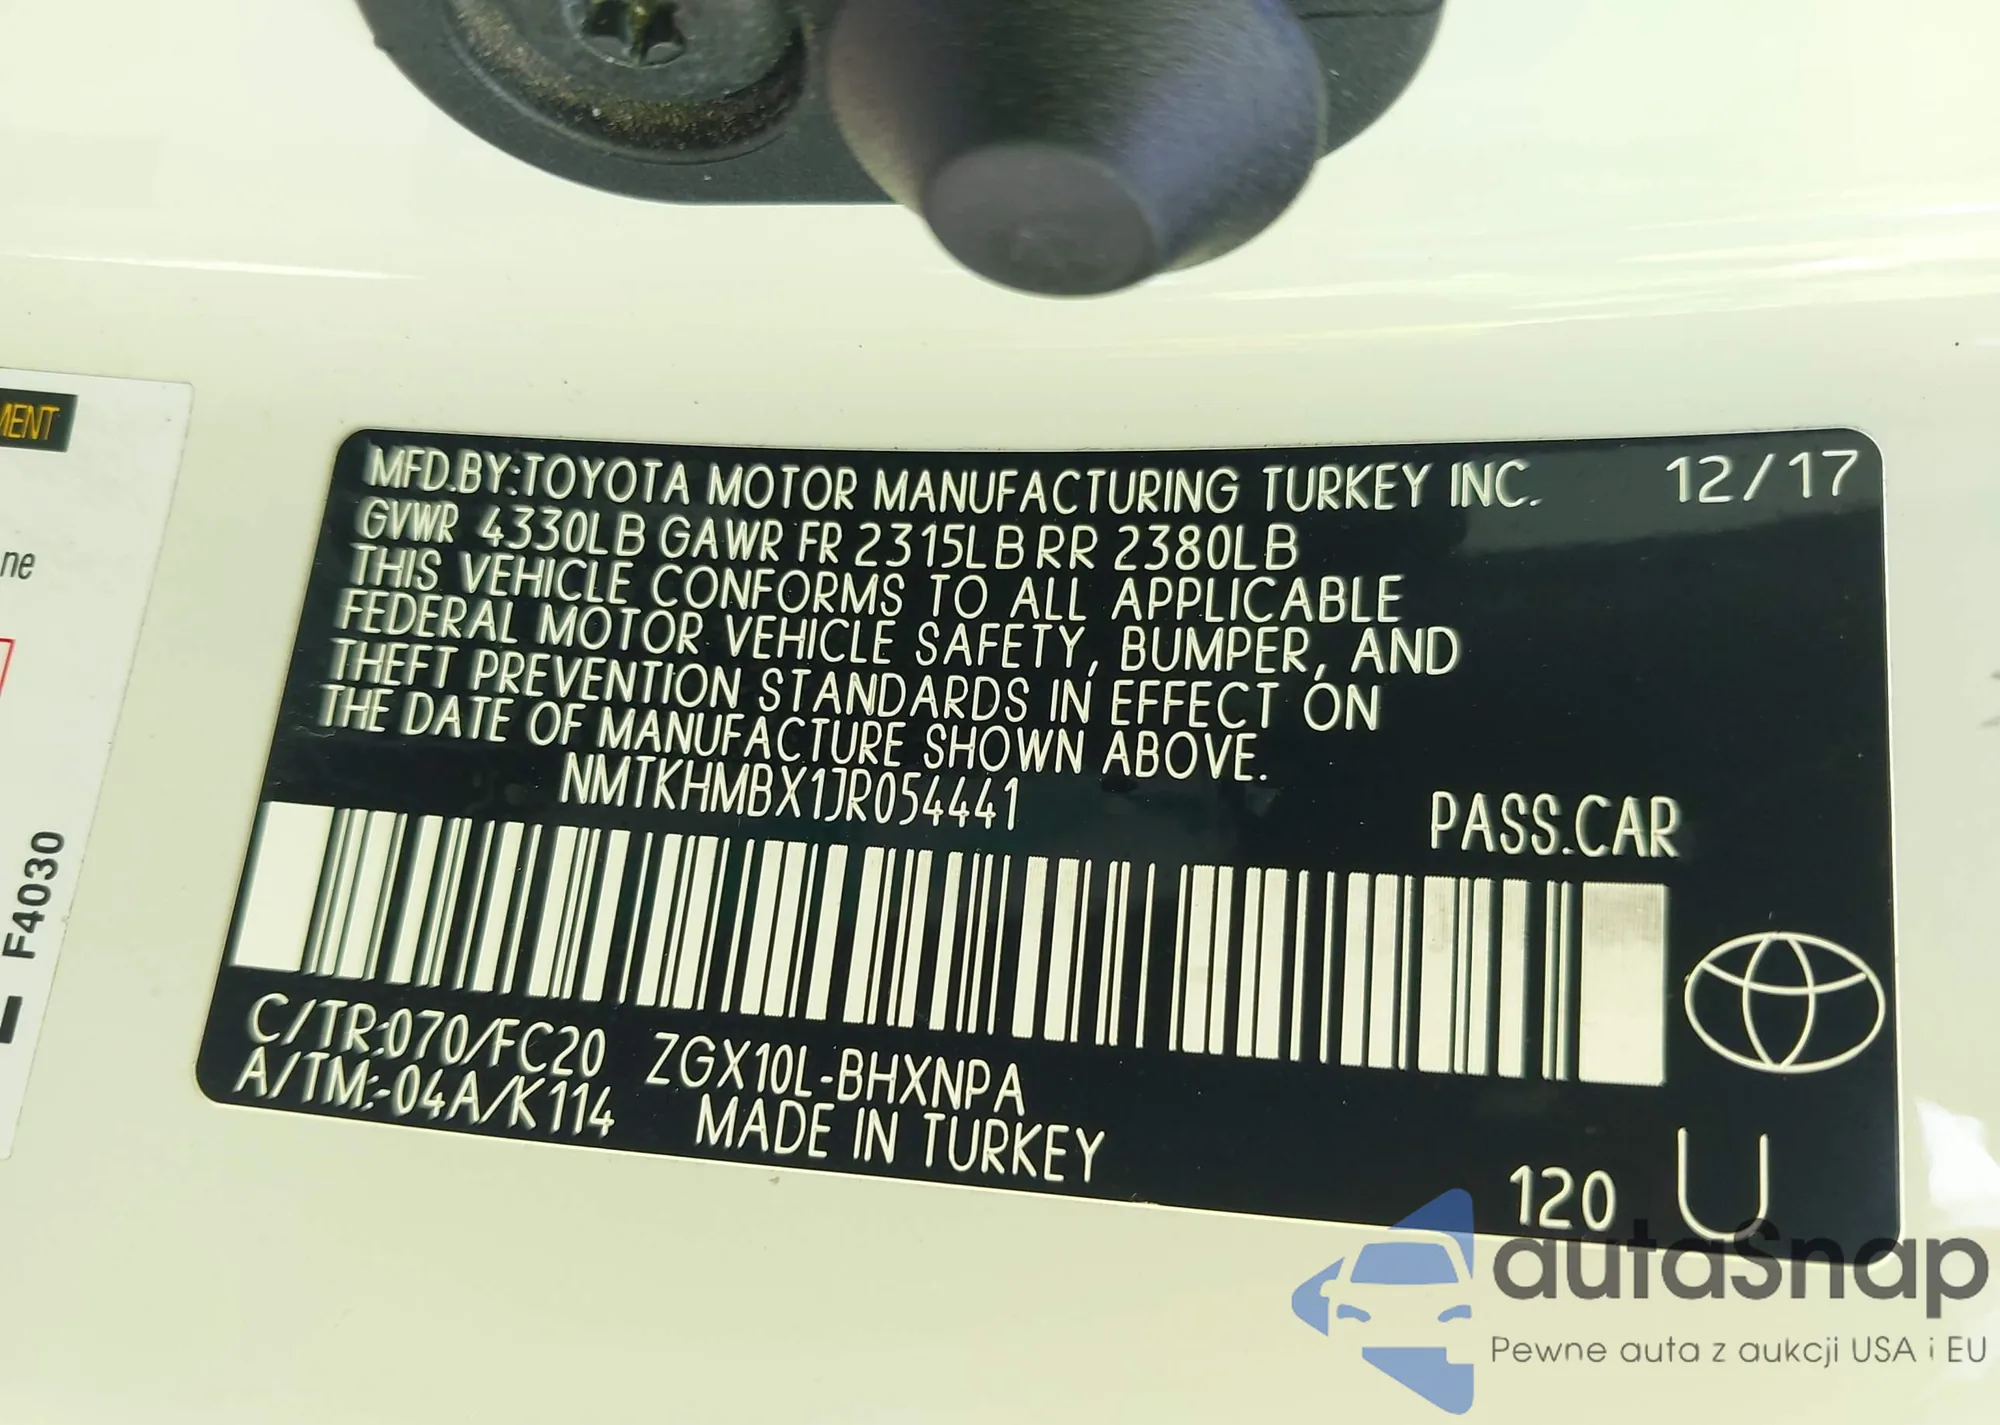 MFD.BY:TOYOTA MOTOR MANUFACTURING TURKEY INC. 12/17
GVWR 4330LB GAWR FR 2315LB RR 2380LB
THIS VEHICLE CONFORMS TO ALL APPLICABLE
FEDERAL MOTOR VEHICLE SAFETY, BUMPER, AND
THEFT PREVENTION STANDARDS IN EFFECT ON
THE DATE OF MANUFACTURE SHOWN ABOVE.
NMTKHMBX1JR054441
PASS.CAR
C/TR:070/FC20 ZGX10L-BHXNPA
A/TM:-04A/K114 MADE IN TURKEY
120 U
F4030
autaSnap
Pewne auta z aukcji USA i EU